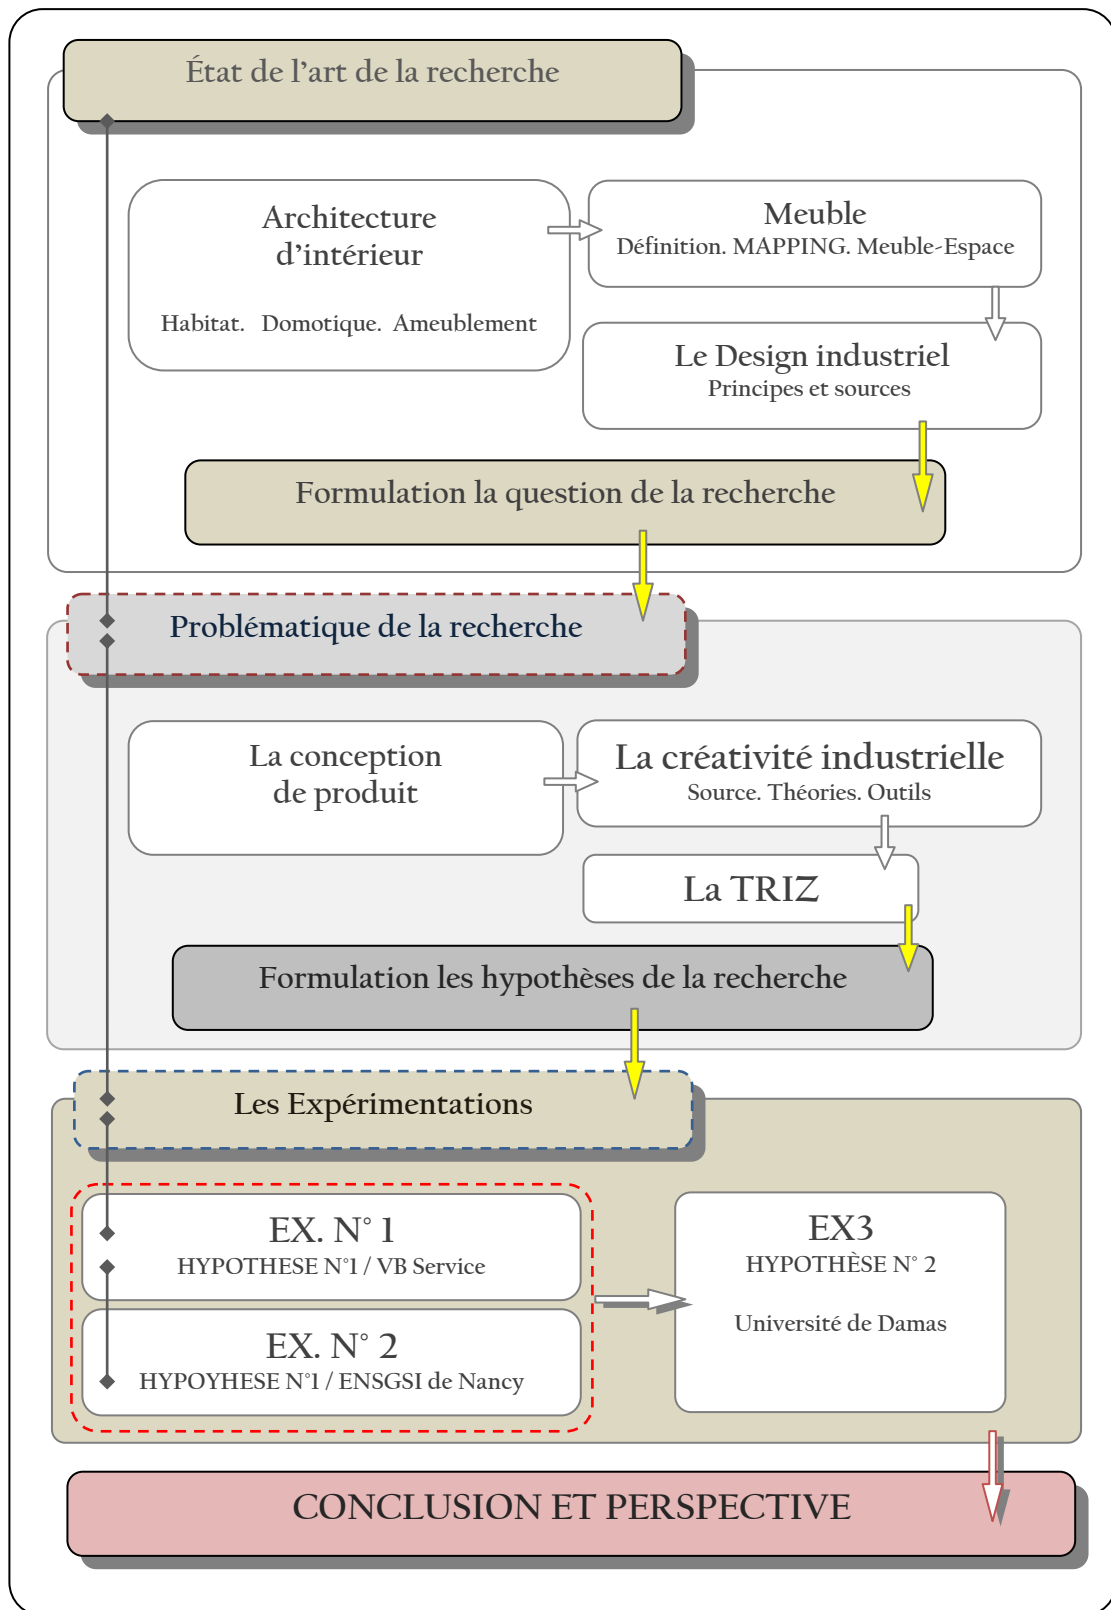 État de l’art de la recherche
Architecture
d’intérieur
Habitat. Domotique. Ameublement
Meuble
Définition. MAPPING. Meuble-Espace
Le Design industriel
Principes et sources
Formulation la question de la recherche
Problématique de la recherche
La conception
de produit
La créativité industrielle
Source. Théories. Outils
La TRIZ
Formulation les hypothèses de la recherche
Les Expérimentations
EX. N° 1
HYPOTHESE N°1 / VB Service
EX. N° 2
HYPOYHESE N°1 / ENSGSI de Nancy
EX3
HYPOTHÈSE N° 2
Université de Damas
CONCLUSION ET PERSPECTIVE